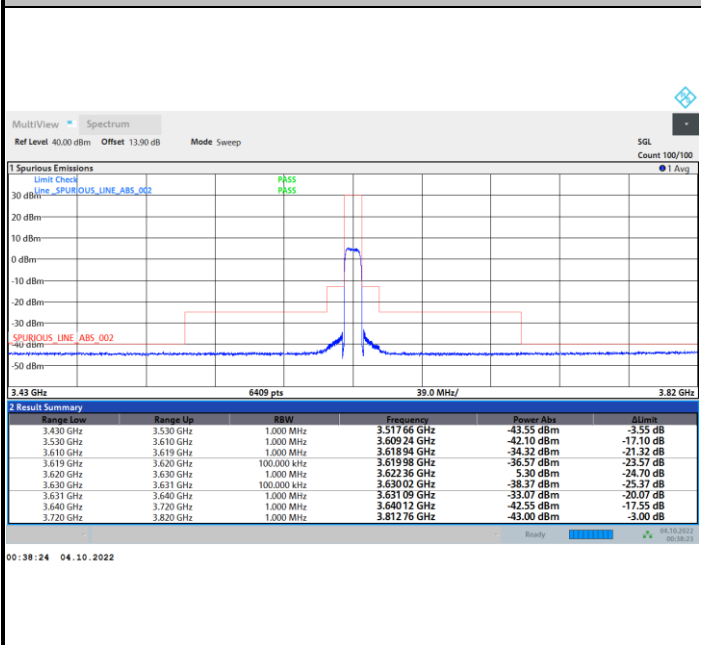 MultiView Spectrum
Ref Level 40.00 dBm Offset 13.90 dB Mode Sweep SGL
Count 100/100
1 Spurious Emissions 1 Avg
Limit Check PASS
Line _SPURIOUS_LINE_ABS_002 PASS
30 dBm
20 dBm
10 dBm
0 dBm
-10 dBm
-20 dBm
-30 dBm
_SPURIOUS_LINE_ABS_002
-40 dBm
-50 dBm
3.43 GHz 6409 pts 39.0 MHz/ 3.82 GHz
2 Result Summary
Range Low Range Up RBW Frequency Power Abs ΔLimit
3.430 GHz 3.530 GHz 1.000 MHz 3.517 66 GHz -43.55 dBm -3.55 dB
3.530 GHz 3.610 GHz 1.000 MHz 3.609 24 GHz -42.10 dBm -17.10 dB
3.610 GHz 3.619 GHz 1.000 MHz 3.618 94 GHz -34.32 dBm -21.32 dB
3.619 GHz 3.620 GHz 100.000 kHz 3.619 98 GHz -36.57 dBm -23.57 dB
3.620 GHz 3.630 GHz 1.000 MHz 3.622 36 GHz 5.30 dBm -24.70 dB
3.630 GHz 3.631 GHz 100.000 kHz 3.630 02 GHz -38.37 dBm -25.37 dB
3.631 GHz 3.640 GHz 1.000 MHz 3.631 09 GHz -33.07 dBm -20.07 dB
3.640 GHz 3.720 GHz 1.000 MHz 3.640 12 GHz -42.55 dBm -17.55 dB
3.720 GHz 3.820 GHz 1.000 MHz 3.812 76 GHz -43.00 dBm -3.00 dB
Ready 04.10.2022
00:38:23
00:38:24 04.10.2022